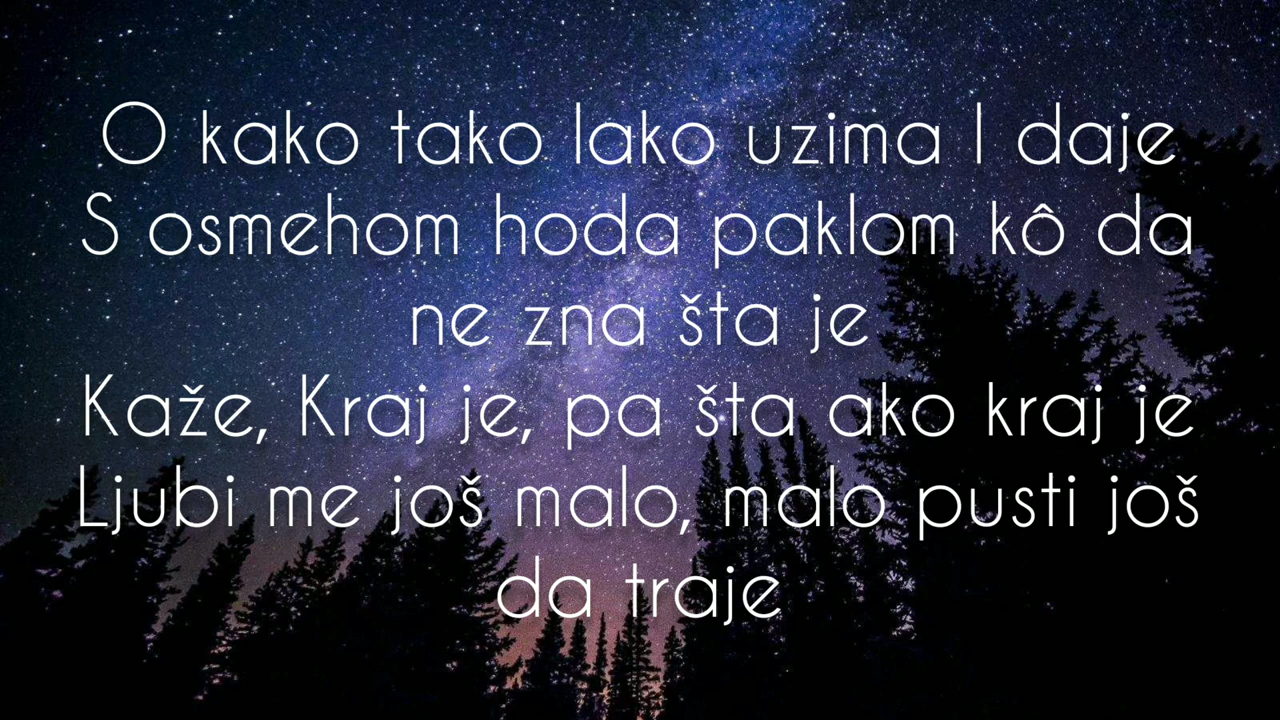 O kako tako lako uzima I daje
S osmehom hoda paklom kô da
ne zna šta je
Kaže, Kraj je, pa šta ako kraj je
Ljubi me još malo, malo pusti još
da traje